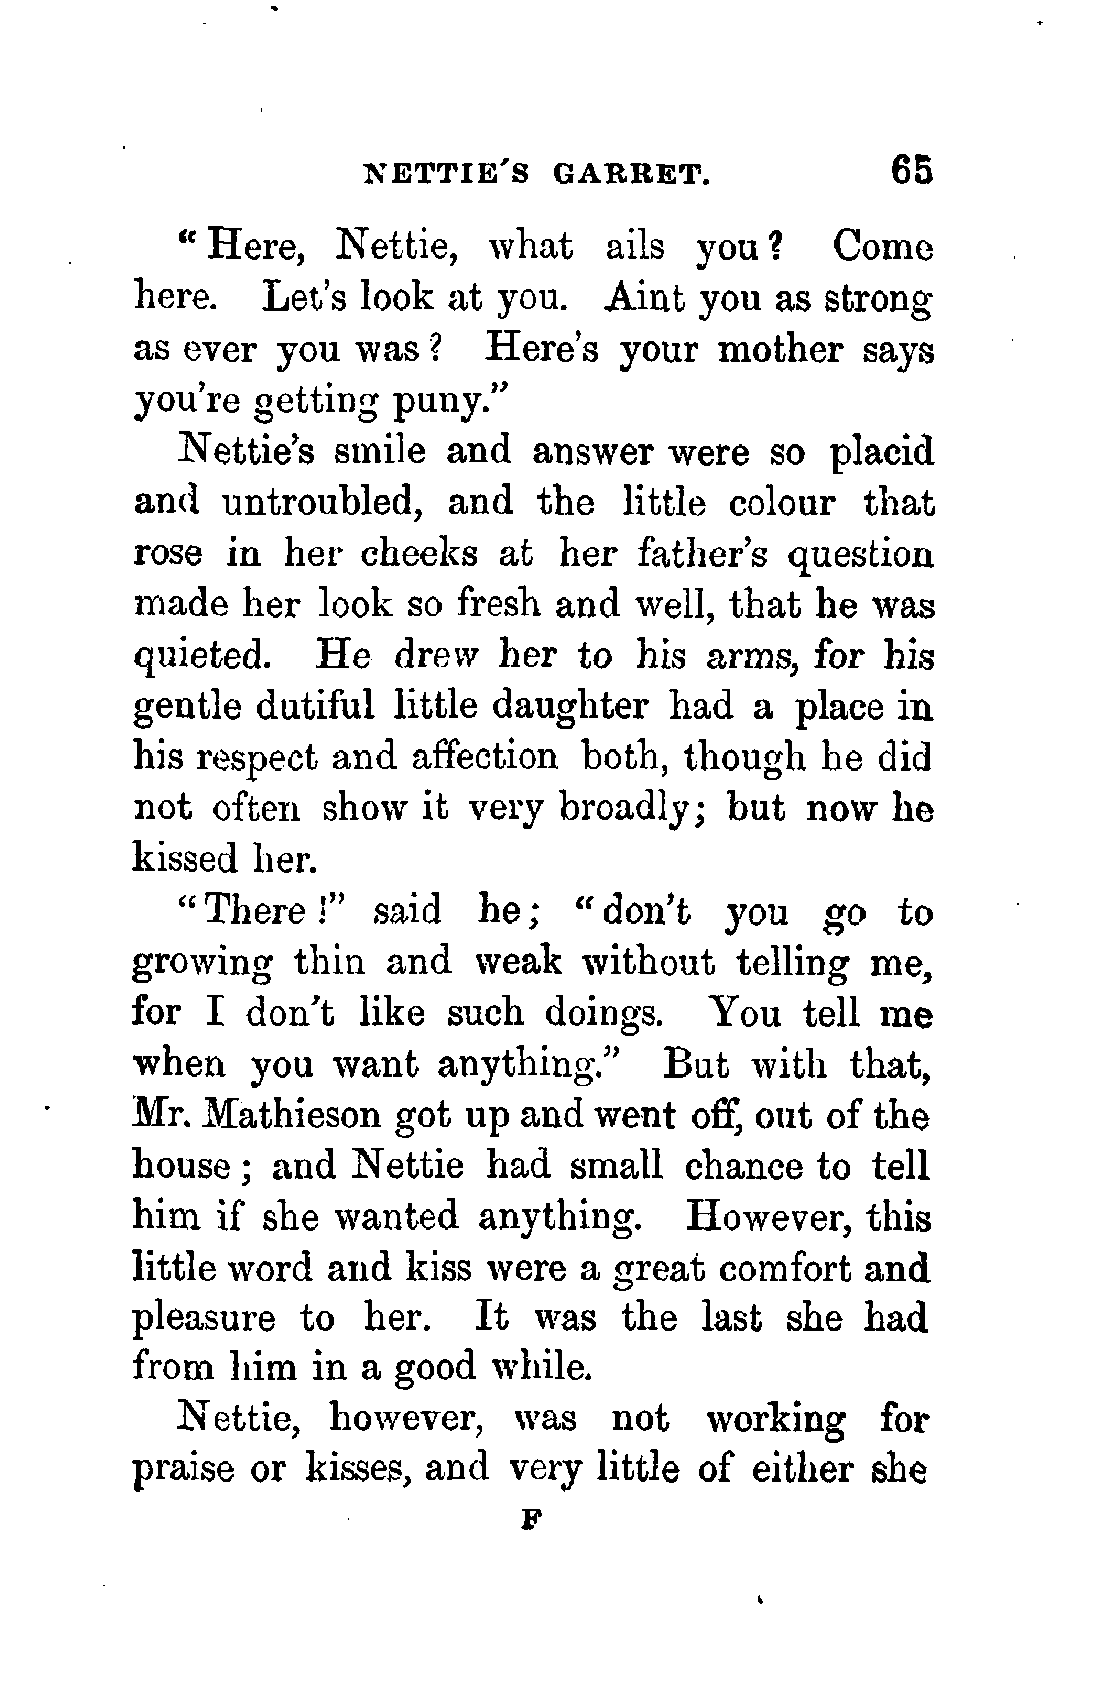 NETTIE'S GARRET. 65
“Here, Nettie, what ails you? Come
here. Let's look at you. Aint you as strong
as ever you was? Here's your mother says
you're getting puny.”
Nettie's smile and answer were so placid
and untroubled, and the little colour that
rose in her cheeks at her father's question
made her look so fresh and well, that he was
quieted. He drew her to his arms, for his
gentle dutiful little daughter had a place in
his respect and affection both, though he did
not often show it very broadly; but now he
kissed her.
“There!” said he; “don't you go to
growing thin and weak without telling me,
for I don't like such doings. You tell me
when you want anything.” But with that,
Mr. Mathieson got up and went off, out of the
house; and Nettie had small chance to tell
him if she wanted anything. However, this
little word and kiss were a great comfort and
pleasure to her. It was the last she had
from him in a good while.
Nettie, however, was not working for
praise or kisses, and very little of either she
F